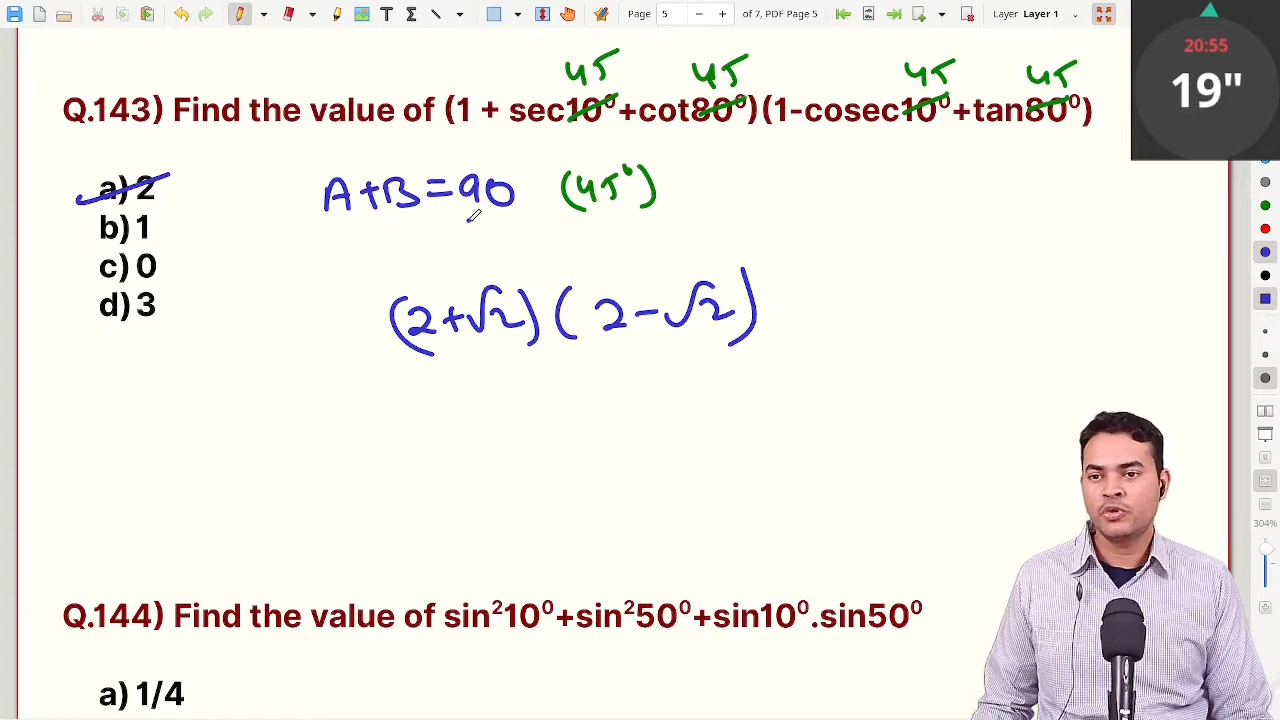 Page 5 of 7 PDF Page 5 Layer Layer 1
20:55
19"
45 45 45 45
Q.143) Find the value of (1 + sec10⁰+cot80⁰)(1-cosec10⁰+tan80⁰)
a) 2 A+B=90 (45°)
b) 1
c) 0
(2+√2)(2-√2)
d) 3
304%
Q.144) Find the value of sin²10⁰+sin²50⁰+sin10⁰.sin50⁰
a) 1/4